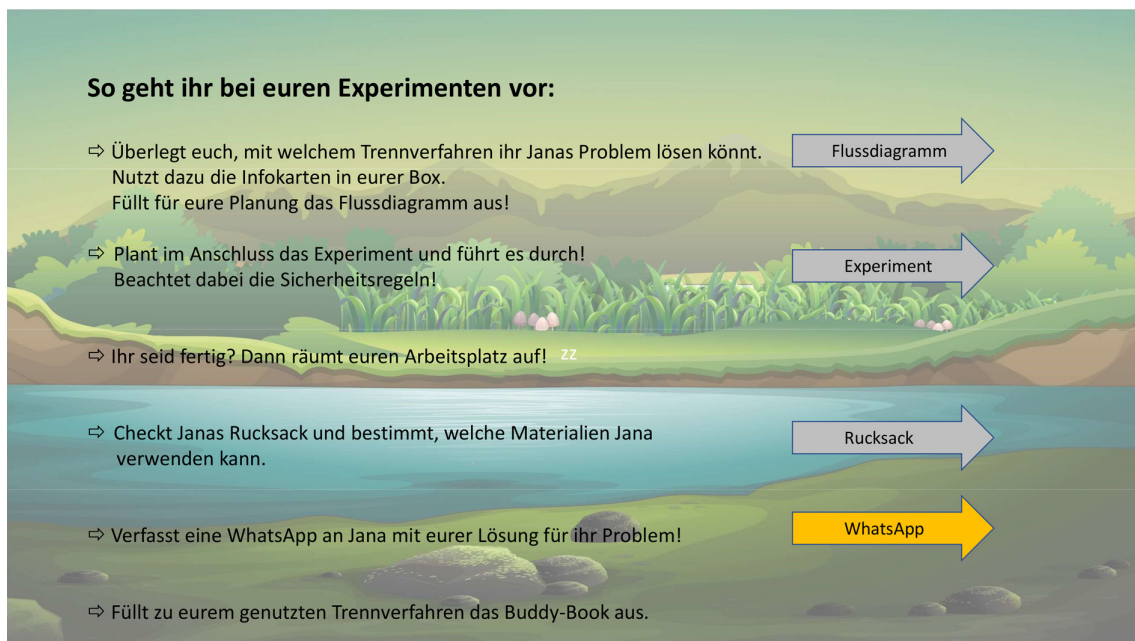 So geht ihr bei euren Experimenten vor:
⇨ Überlegt euch, mit welchem Trennverfahren ihr Janas Problem lösen könnt.
Nutzt dazu die Infokarten in eurer Box.
Füllt für eure Planung das Flussdiagramm aus!
Flussdiagramm
⇨ Plant im Anschluss das Experiment und führt es durch!
Beachtet dabei die Sicherheitsregeln!
Experiment
⇨ Ihr seid fertig? Dann räumt euren Arbeitsplatz auf! zz
⇨ Checkt Janas Rucksack und bestimmt, welche Materialien Jana
verwenden kann.
Rucksack
⇨ Verfasst eine WhatsApp an Jana mit eurer Lösung für ihr Problem!
WhatsApp
⇨ Füllt zu eurem genutzten Trennverfahren das Buddy-Book aus.